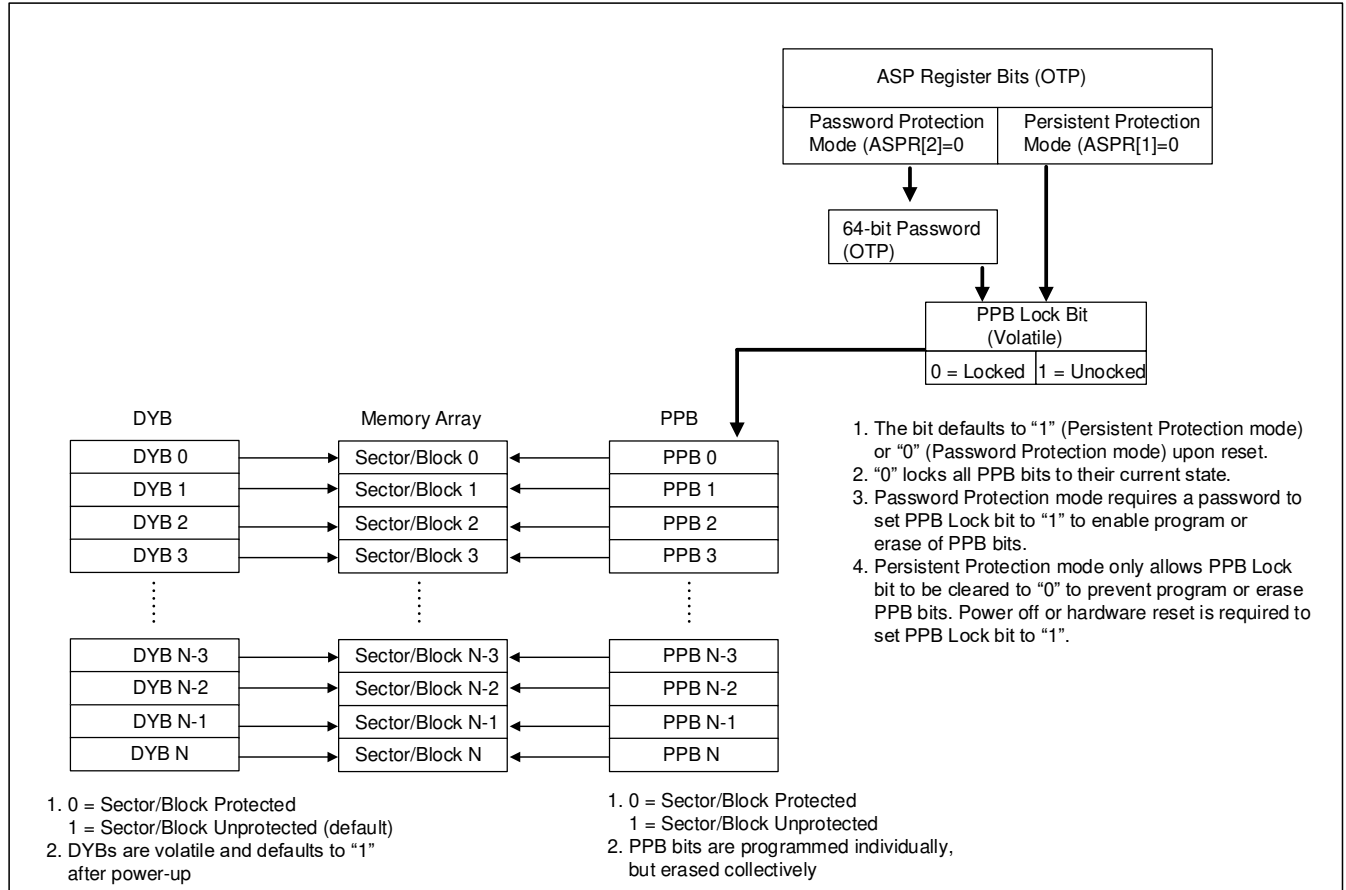 ASP Register Bits (OTP)
Password Protection
Mode (ASPR[2]=0
Persistent Protection
Mode (ASPR[1]=0
64-bit Password
(OTP)
PPB Lock Bit
(Volatile)
0 = Locked
1 = Unocked
1. The bit defaults to “1” (Persistent Protection mode)
or “0” (Password Protection mode) upon reset.
2. “0” locks all PPB bits to their current state.
3. Password Protection mode requires a password to
set PPB Lock bit to “1” to enable program or
erase of PPB bits.
4. Persistent Protection mode only allows PPB Lock
bit to be cleared to “0” to prevent program or erase
PPB bits. Power off or hardware reset is required to
set PPB Lock bit to “1”.
DYB
Memory Array
PPB
DYB 0
Sector/Block 0
PPB 0
DYB 1
Sector/Block 1
PPB 1
DYB 2
Sector/Block 2
PPB 2
DYB 3
Sector/Block 3
PPB 3
DYB N-3
Sector/Block N-3
PPB N-3
DYB N-2
Sector/Block N-2
PPB N-2
DYB N-1
Sector/Block N-1
PPB N-1
DYB N
Sector/Block N
PPB N
1. 0 = Sector/Block Protected
1 = Sector/Block Unprotected (default)
2. DYBs are volatile and defaults to “1”
after power-up
1. 0 = Sector/Block Protected
1 = Sector/Block Unprotected
2. PPB bits are programmed individually,
but erased collectively